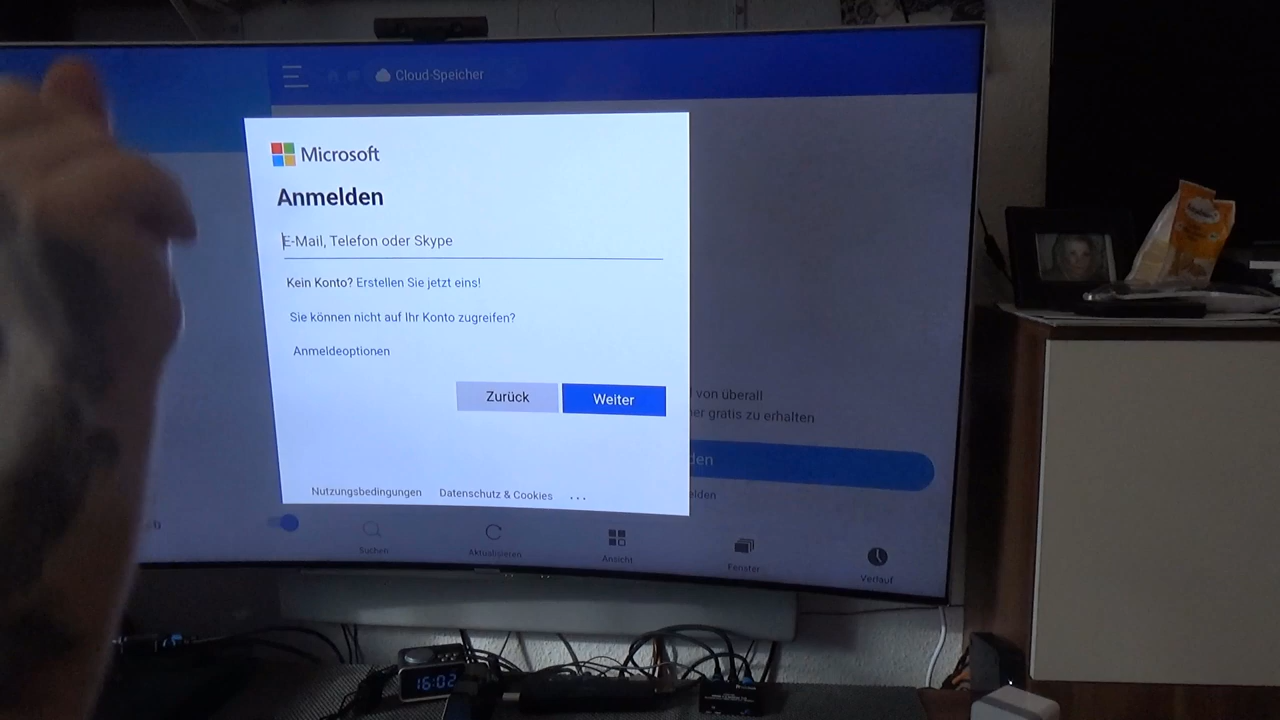 Cloud-Speicher
Microsoft
Anmelden
E-Mail, Telefon oder Skype
Kein Konto? Erstellen Sie jetzt eins!
Sie können nicht auf Ihr Konto zugreifen?
Anmeldeoptionen
Zurück
Weiter
von überall
gratis zu erhalten
Nutzungsbedingungen
Datenschutz & Cookies
...
Suchen
Aktualisieren
Ansicht
Fenster
Verlauf
16:02